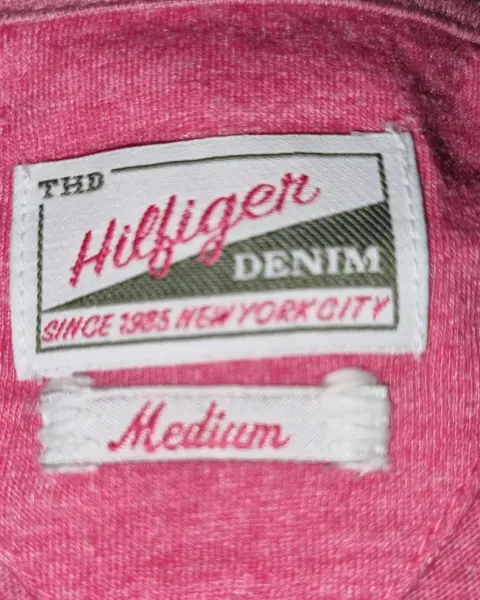 THD
Hilfiger
DENIM
SINCE 1985 NEW YORK CITY
Medium